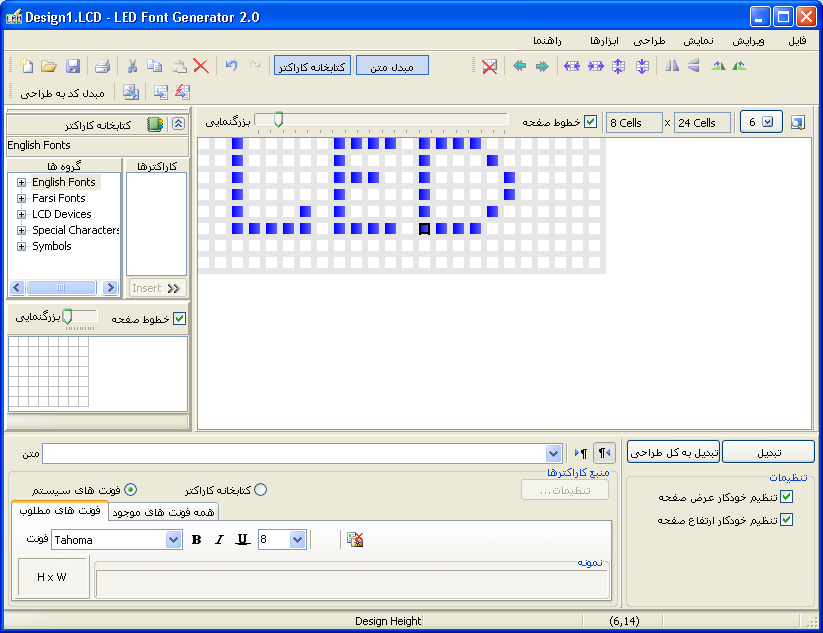 Design1.LCD - LED Font Generator 2.0
فایل ویرایش نمایش طراحی ابزارها راهنما
کتابخانه کاراکتر مبدل متن
مبدل کد به طراحی
کتابخانه کاراکتر
بزرگنمایی خطوط صفحه 8 Cells x 24 Cells 6
English Fonts
گروه ها کاراکترها
English Fonts
Farsi Fonts
LCD Devices
Special Characters
Symbols
LED
Insert
بزرگنمایی خطوط صفحه
متن
تبدیل به کل طراحی تبدیل
منبع کاراکترها
فونت های سیستم کتابخانه کاراکتر تنظیمات...
تنظیمات
تنظیم خودکار عرض صفحه
تنظیم خودکار ارتفاع صفحه
فونت های مطلوب همه فونت های موجود
فونت Tahoma B I U 8
نمونه
H x W
Design Height (6,14)